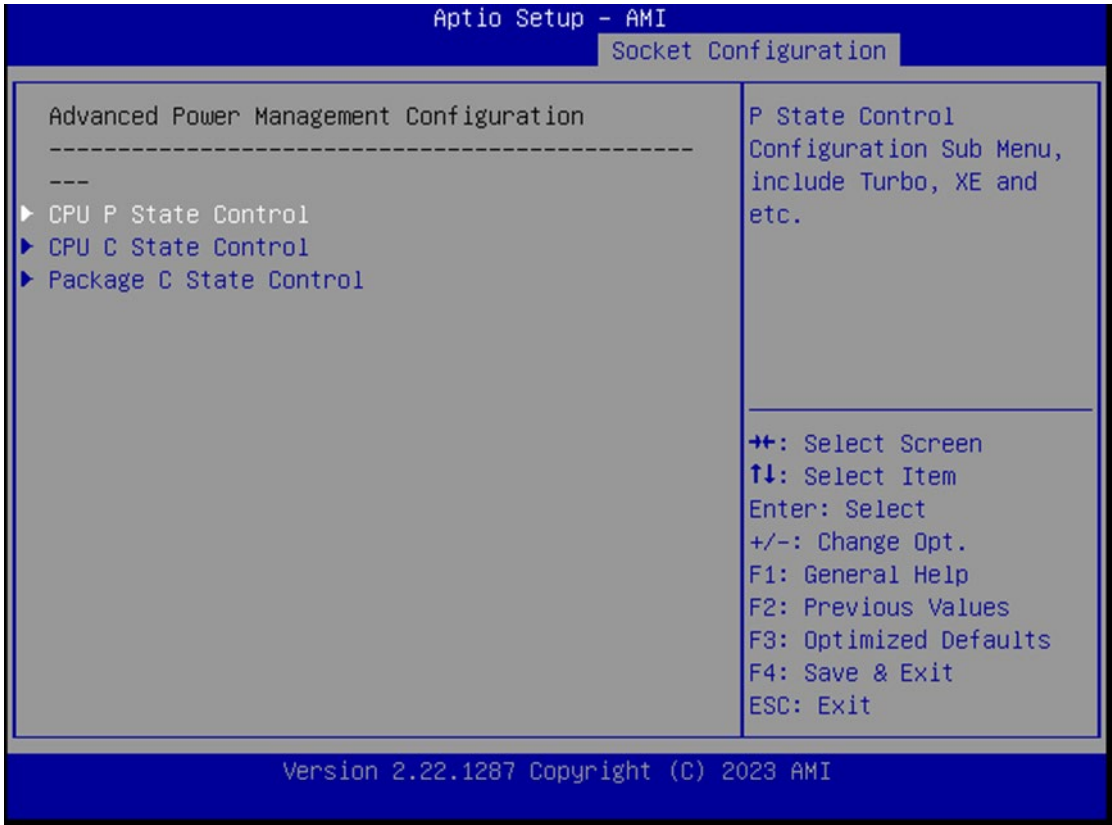 Aptio Setup – AMI
Socket Configuration
Advanced Power Management Configuration
-----------------------------------------------
---
CPU P State Control
CPU C State Control
Package C State Control
P State Control
Configuration Sub Menu,
include Turbo, XE and
etc.
→←: Select Screen
↑↓: Select Item
Enter: Select
+/-: Change Opt.
F1: General Help
F2: Previous Values
F3: Optimized Defaults
F4: Save & Exit
ESC: Exit
Version 2.22.1287 Copyright (C) 2023 AMI